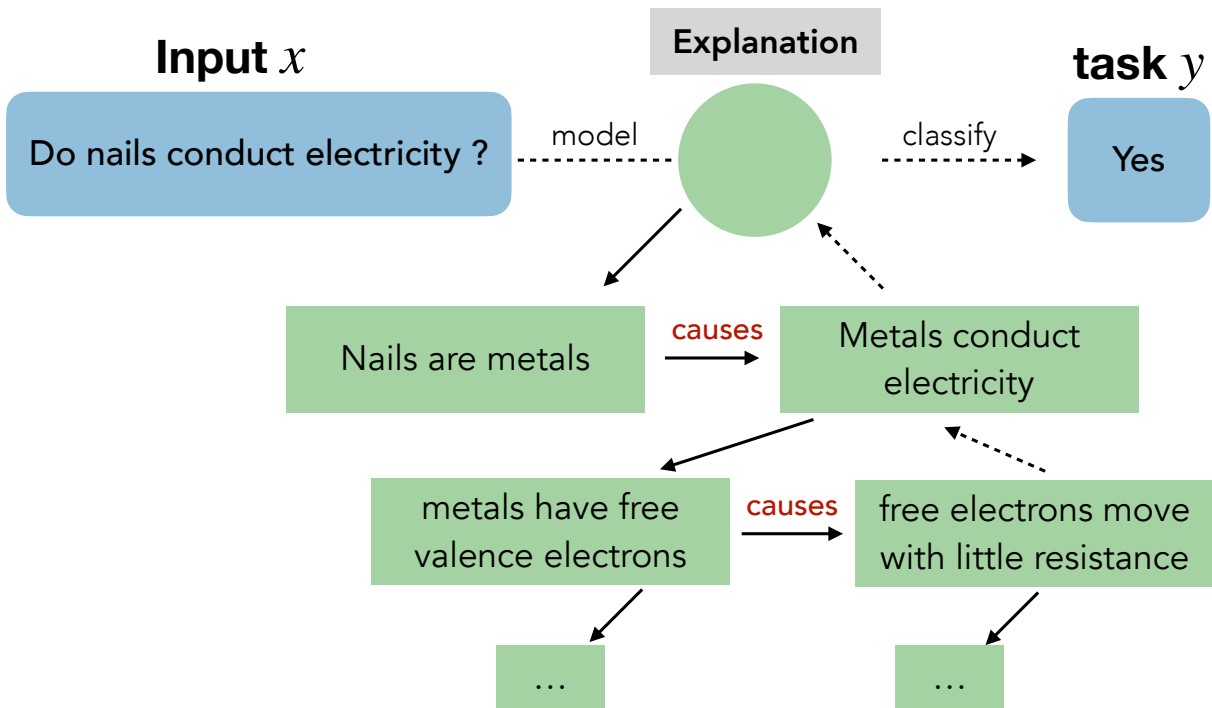 Explanation
Input x
task y
Do nails conduct electricity ?
model
classify
Yes
Nails are metals
causes
Metals conduct
electricity
metals have free
valence electrons
causes
free electrons move
with little resistance
...
...